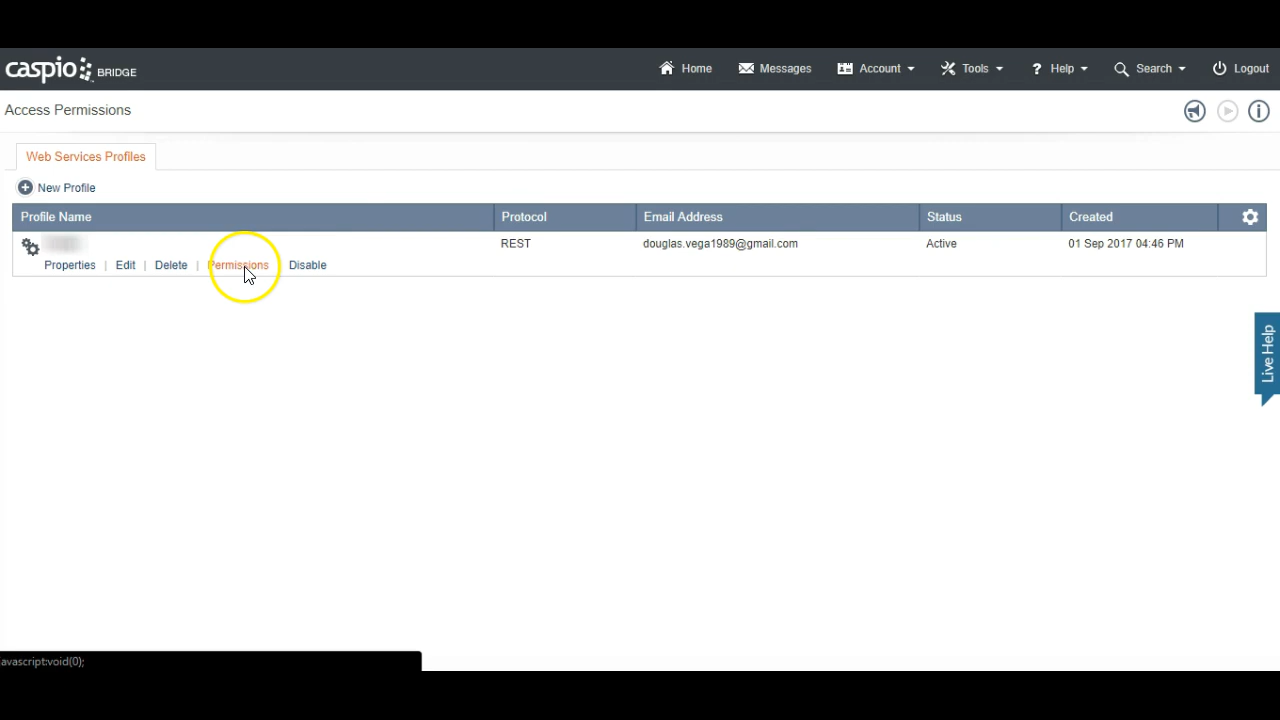 caspio BRIDGE Home Messages Account Tools ? Help Search Logout
Access Permissions
Web Services Profiles
New Profile
Profile Name Protocol Email Address Status Created
REST douglas.vega1989@gmail.com Active 01 Sep 2017 04:46 PM
Properties | Edit | Delete | Permissions Disable
Live Help
avascript:void(0);